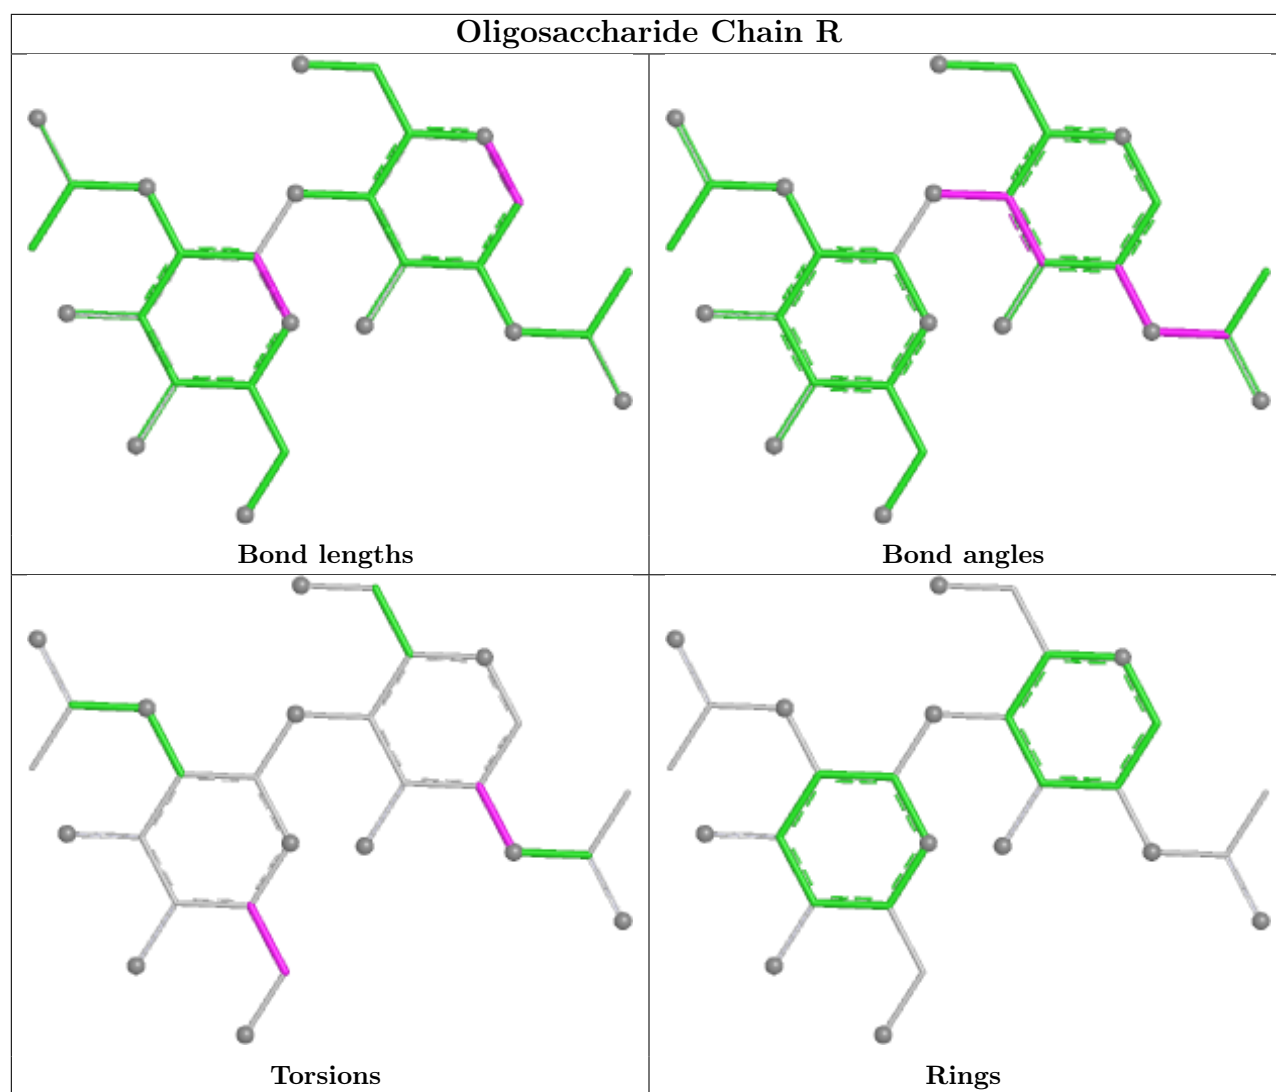 Oligosaccharide Chain R
Bond lengths
Bond angles
Torsions
Rings